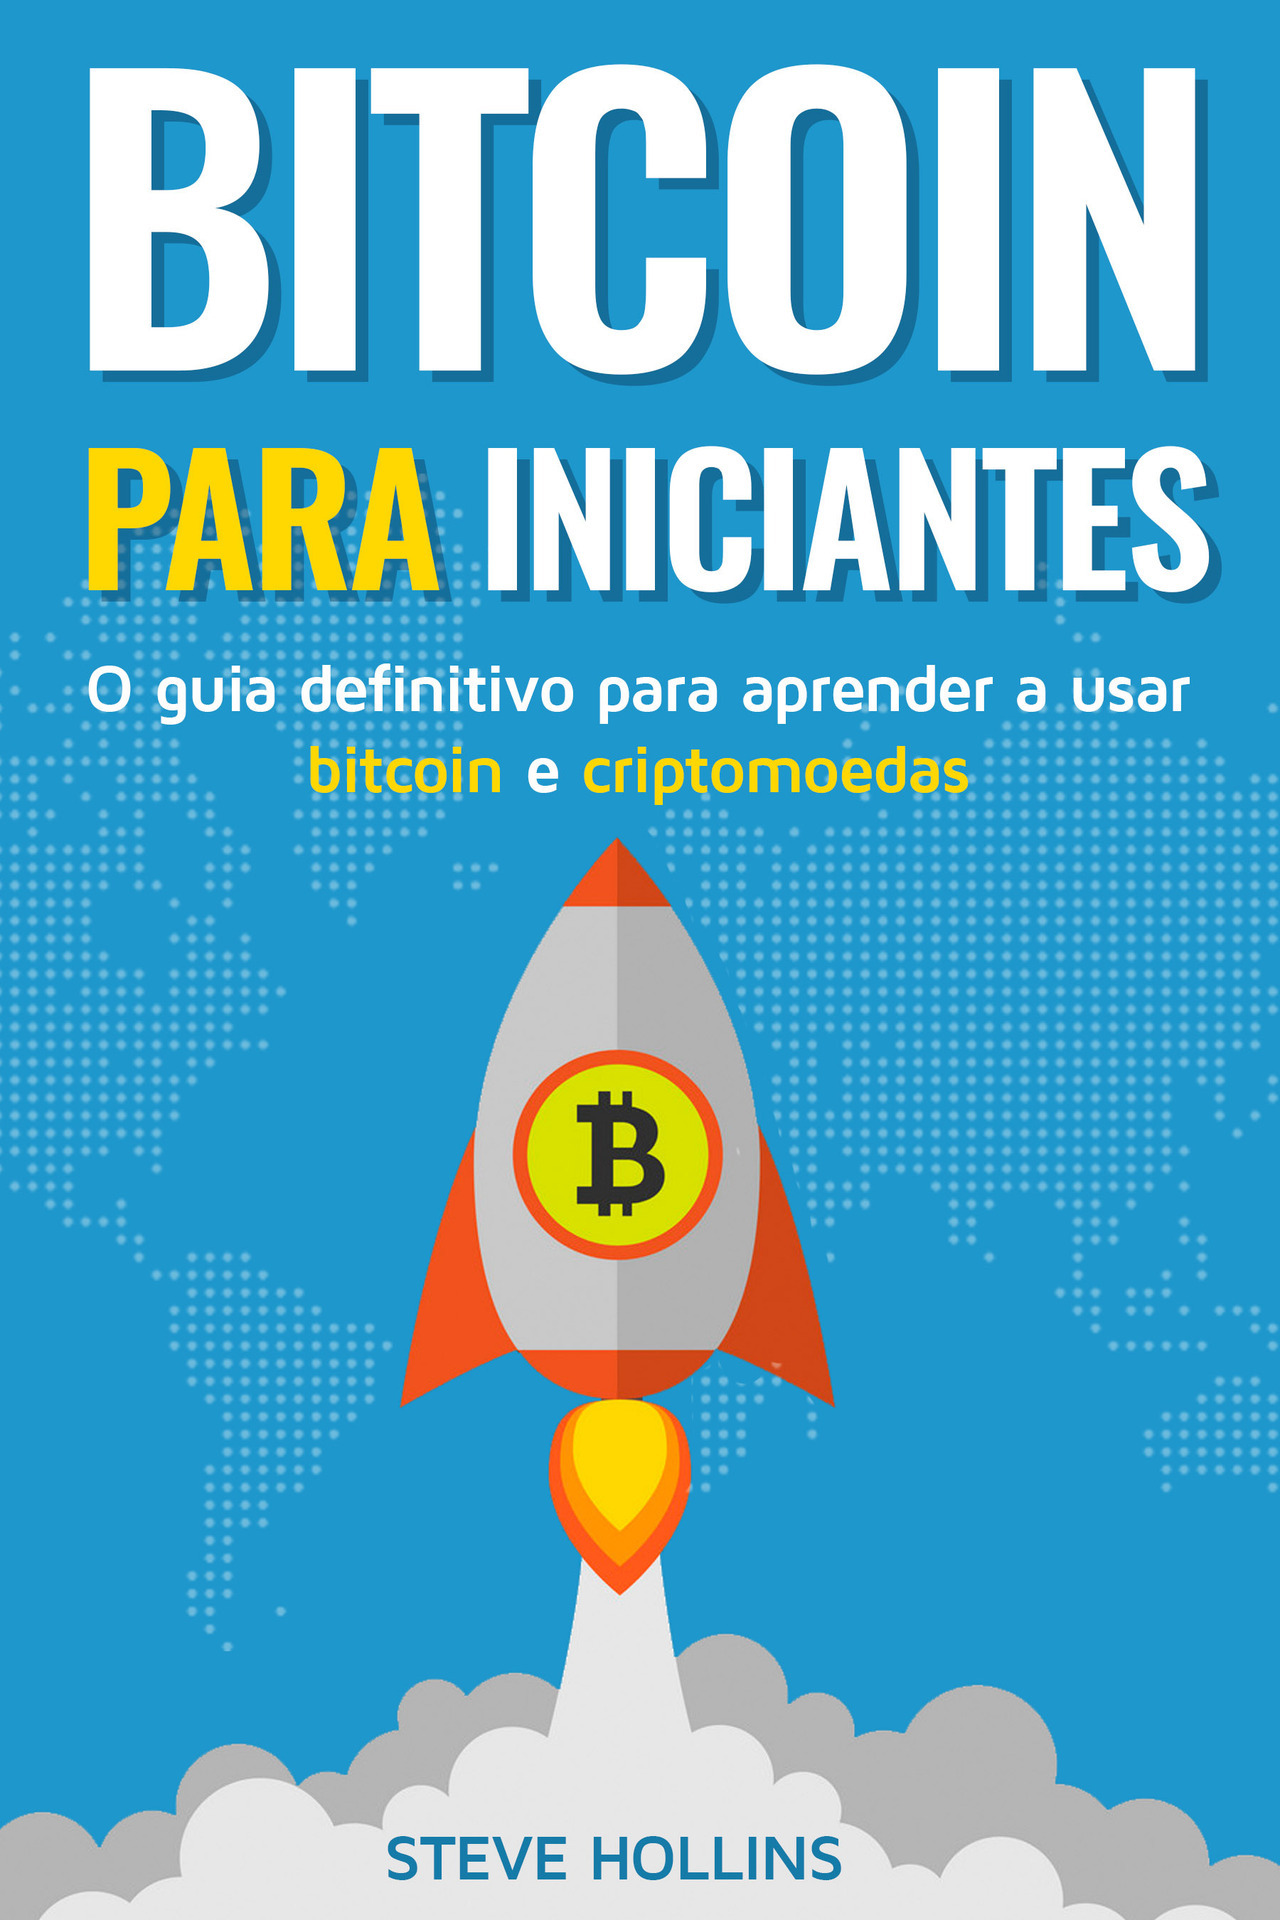 BITCOIN
PARA INICIANTES
O guia definitivo para aprender a usar
bitcoin e criptomoedas
₿
STEVE HOLLINS